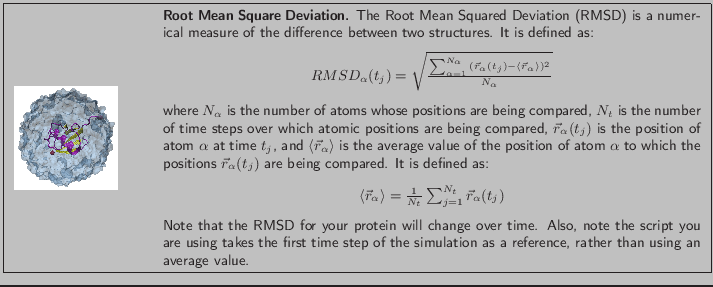 Root Mean Square Deviation. The Root Mean Squared Deviation (RMSD) is a numer-
ical measure of the difference between two structures. It is defined as:
$RMSD_{\alpha}(t_j) = \sqrt{\frac{\sum_{\alpha=1}^{N_{\alpha}} (\vec{r}_{\alpha}(t_j) - \langle \vec{r}_{\alpha} \rangle)^2}{N_{\alpha}}}$
where $N_{\alpha}$ is the number of atoms whose positions are being compared, $N_t$ is the number
of time steps over which atomic positions are being compared, $\vec{r}_{\alpha}(t_j)$ is the position of
atom $\alpha$ at time $t_j$, and $\langle \vec{r}_{\alpha} \rangle$ is the average value of the position of atom $\alpha$ to which the
positions $\vec{r}_{\alpha}(t_j)$ are being compared. It is defined as:
$\langle \vec{r}_{\alpha} \rangle = \frac{1}{N_t} \sum_{j=1}^{N_t} \vec{r}_{\alpha}(t_j)$
Note that the RMSD for your protein will change over time. Also, note the script you
are using takes the first time step of the simulation as a reference, rather than using an
average value.